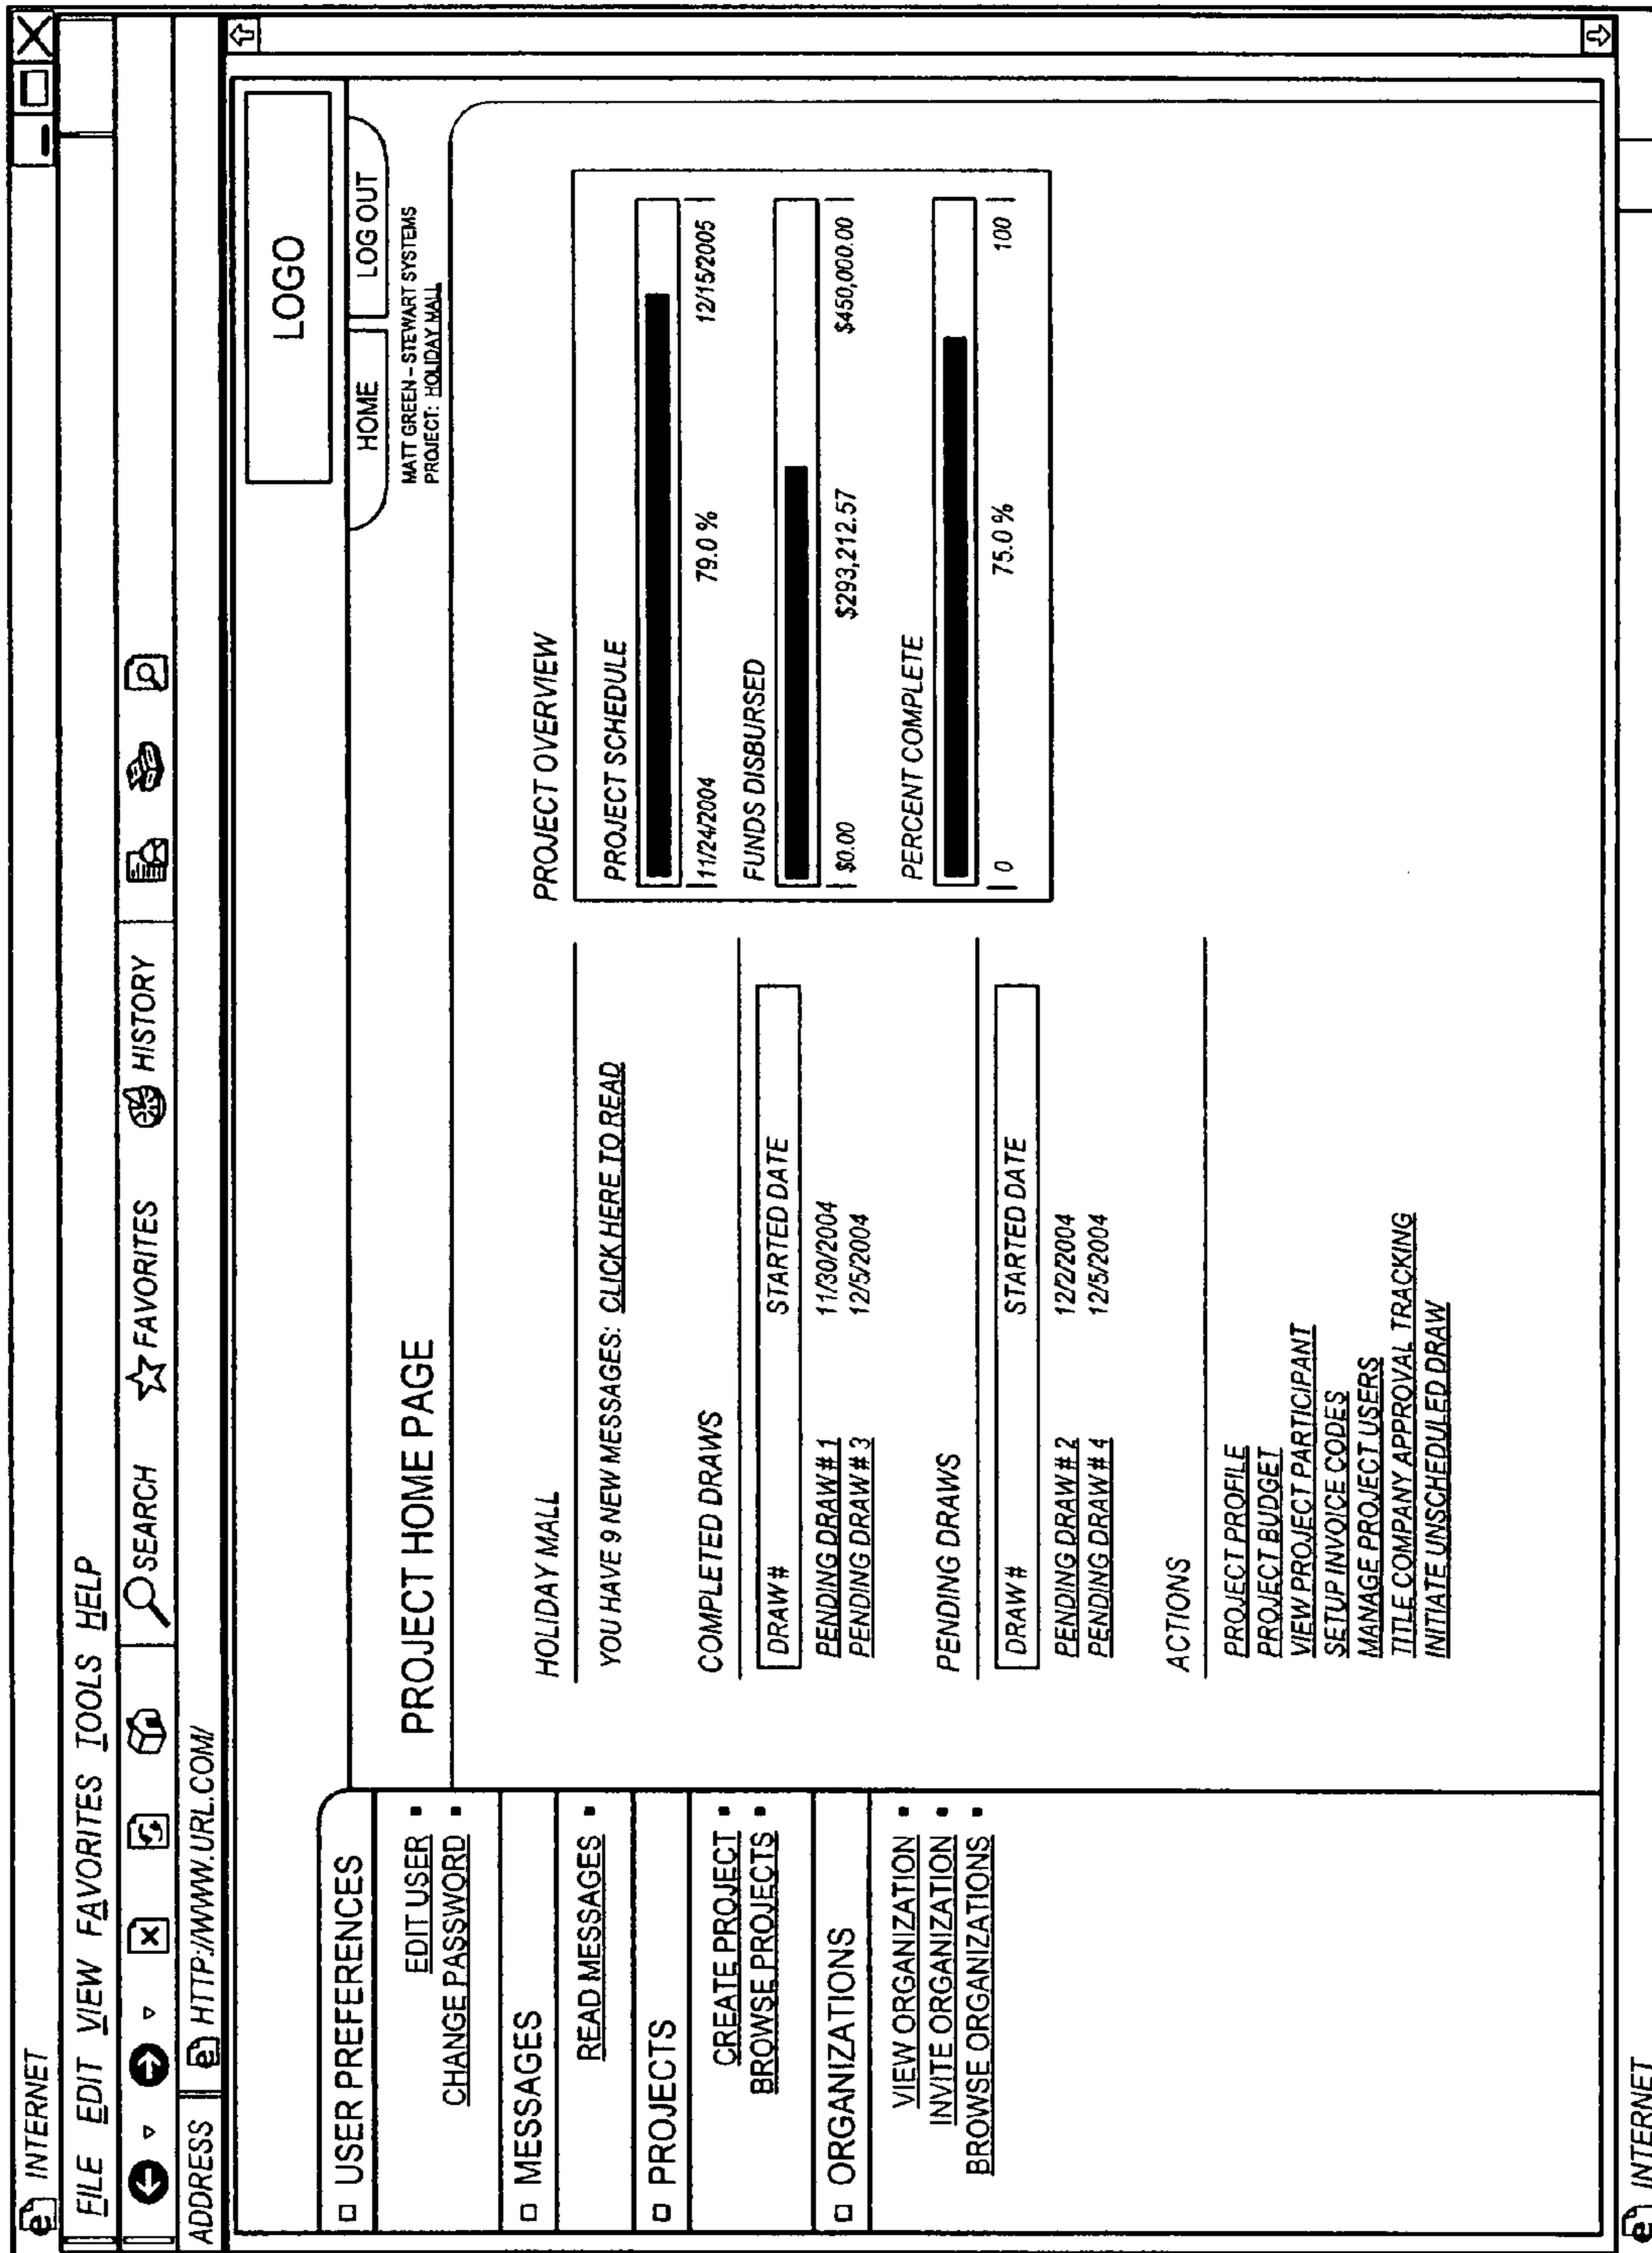 INTERNET
FILE EDIT VIEW FAVORITES TOOLS HELP
SEARCH FAVORITES HISTORY
ADDRESS HTTP://WWW.URL.COM/
LOGO
HOME LOG OUT
MATT GREEN – STEWART SYSTEMS
PROJECT: HOLIDAY MALL
USER PREFERENCES
EDIT USER
CHANGE PASSWORD
MESSAGES
READ MESSAGES
PROJECTS
CREATE PROJECT
BROWSE PROJECTS
ORGANIZATIONS
VIEW ORGANIZATION
INVITE ORGANIZATION
BROWSE ORGANIZATIONS
PROJECT HOME PAGE
HOLIDAY MALL
YOU HAVE 9 NEW MESSAGES: CLICK HERE TO READ
COMPLETED DRAWS
DRAW# STARTED DATE
PENDING DRAW # 1 11/30/2004
PENDING DRAW # 3 12/5/2004
PENDING DRAWS
DRAW# STARTED DATE
PENDING DRAW # 2 12/2/2004
PENDING DRAW # 4 12/5/2004
ACTIONS
PROJECT PROFILE
PROJECT BUDGET
VIEW PROJECT PARTICIPANT
SETUP INVOICE CODES
MANAGE PROJECT USERS
TITLE COMPANY APPROVAL TRACKING
INITIATE UNSCHEDULED DRAW
PROJECT OVERVIEW
PROJECT SCHEDULE
11/24/2004 79.0 % 12/15/2005
FUNDS DISBURSED
$0.00 $293,212.57 $450,000.00
PERCENT COMPLETE
0 75.0 % 100
INTERNET